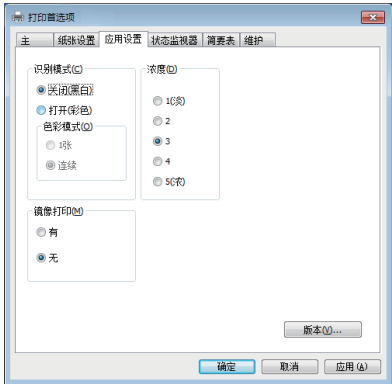 打印首选项
主 纸张设置 应用设置 状态监视器 简要表 维护
识别模式(C)
关闭(黑白)
打开(彩色)
色彩模式(O)
1张
连续
浓度(D)
1(淡)
2
3
4
5(浓)
镜像打印(M)
有
无
版本(V)...
确定 取消 应用(A)